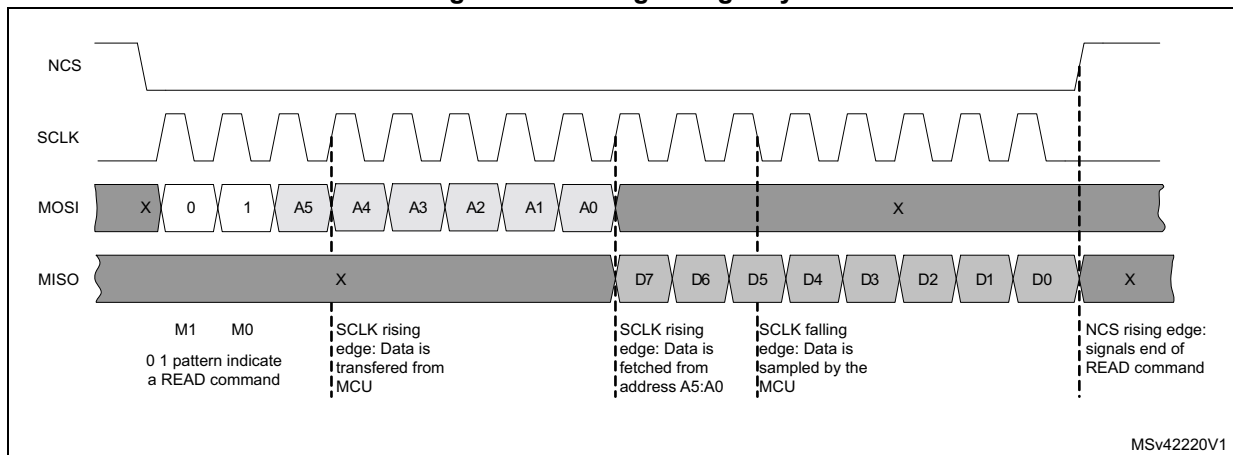 NCS
SCLK
MOSI X 0 1 A5 A4 A3 A2 A1 A0 X
MISO X D7 D6 D5 D4 D3 D2 D1 D0 X
M1 M0
0 1 pattern indicate
a READ command
SCLK rising
edge: Data is
transfered from
MCU
SCLK rising
edge: Data is
fetched from
address A5:A0
SCLK falling
edge: Data is
sampled by the
MCU
NCS rising edge:
signals end of
READ command
MSv42220V1